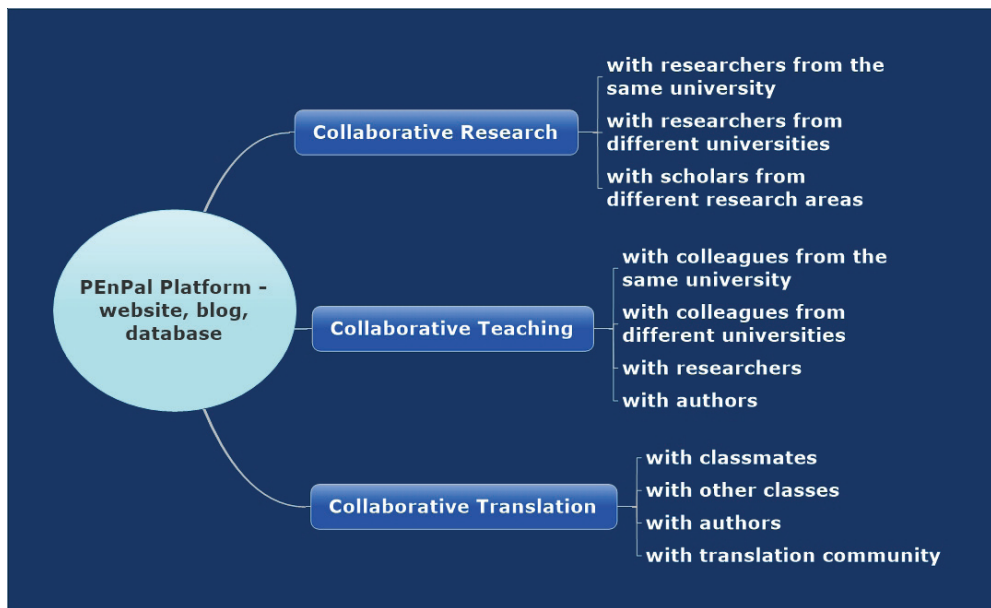 PEnPal Platform -
website, blog,
database
Collaborative Research
with researchers from the
same university
with researchers from
different universities
with scholars from
different research areas
Collaborative Teaching
with colleagues from the
same university
with colleagues from
different universities
with researchers
with authors
Collaborative Translation
with classmates
with other classes
with authors
with translation community